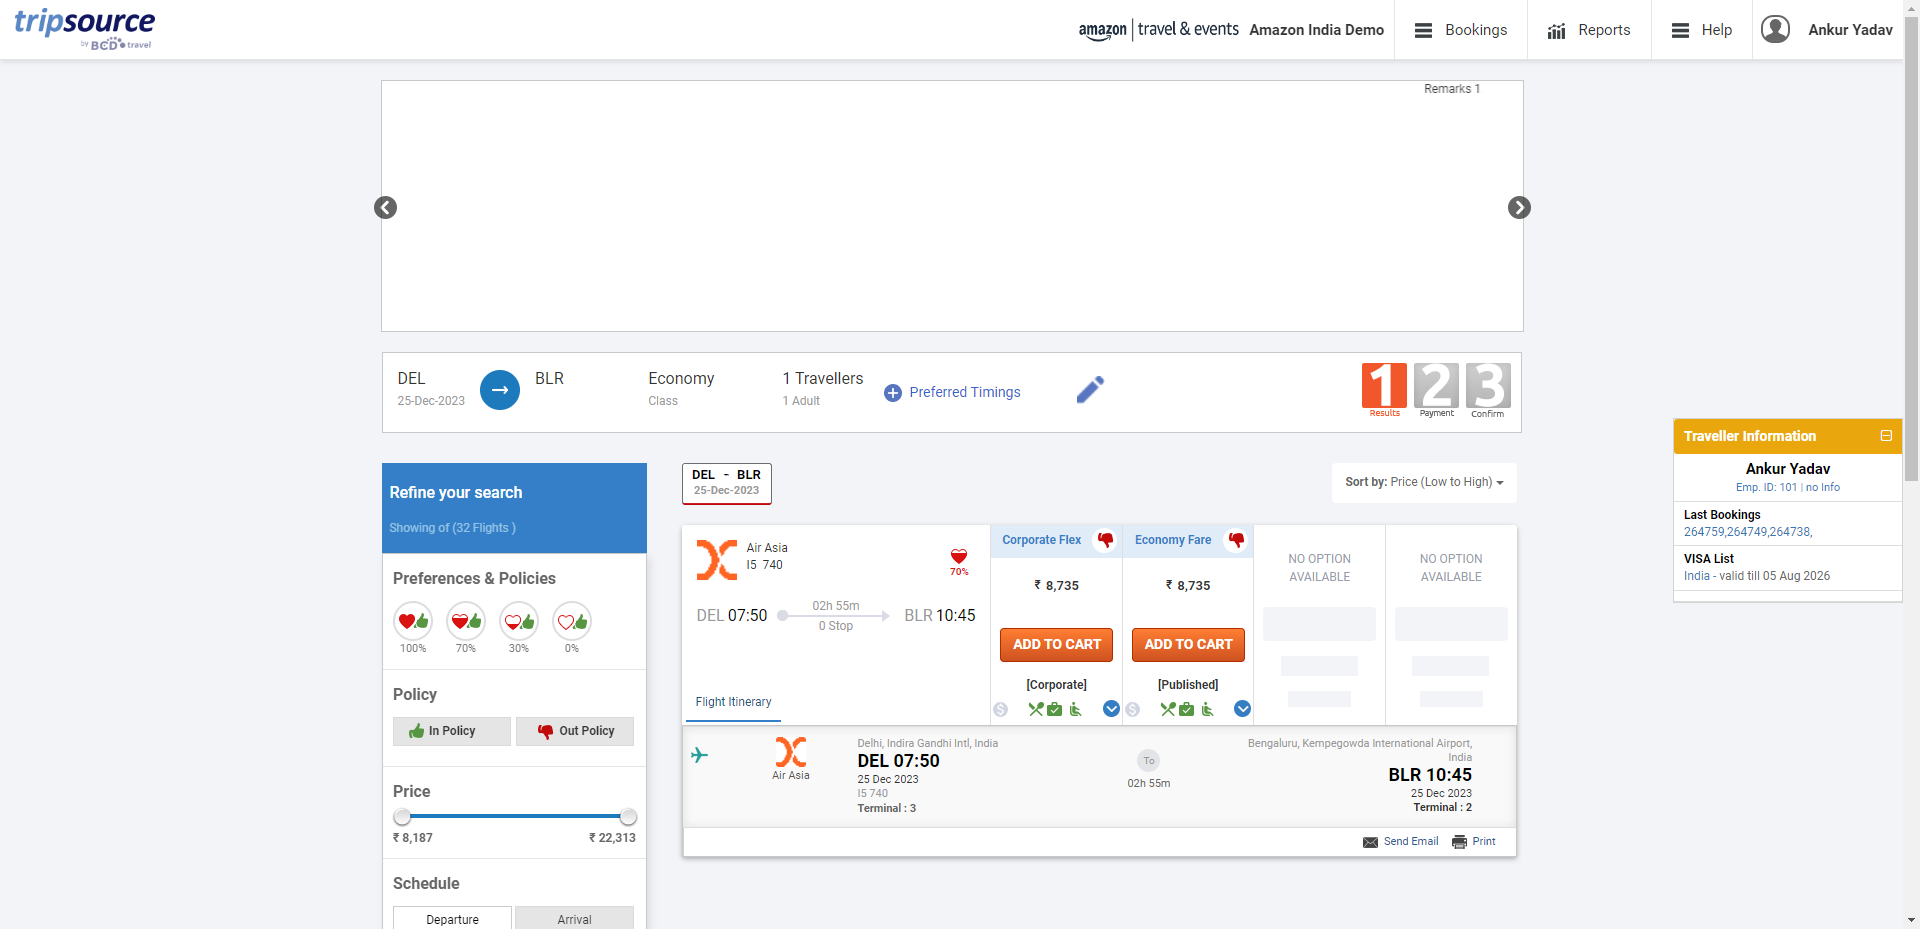 tripsource
by BCD travel
amazon | travel & events
Amazon India Demo
Bookings
Reports
Help
Ankur Yadav
Remarks 1
DEL
25-Dec-2023
BLR
Economy
Class
1 Travellers
1 Adult
Preferred Timings
1 2 3
Results Payment Confirm
Traveller Information
Ankur Yadav
Emp. ID: 101 | no Info
Last Bookings
264759,264749,264738,
VISA List
India - valid till 05 Aug 2026
Refine your search
Showing of (32 Flights )
Preferences & Policies
100% 70% 30% 0%
Policy
In Policy
Out Policy
Price
₹ 8,187 ₹ 22,313
Schedule
Departure Arrival
DEL - BLR
25-Dec-2023
Sort by: Price (Low to High)
Air Asia
I5 740
70%
DEL 07:50
02h 55m
0 Stop
BLR 10:45
Flight Itinerary
Corporate Flex
₹ 8,735
ADD TO CART
[Corporate]
Economy Fare
₹ 8,735
ADD TO CART
[Published]
NO OPTION
AVAILABLE
NO OPTION
AVAILABLE
Air Asia
Delhi, Indira Gandhi Intl, India
DEL 07:50
25 Dec 2023
I5 740
Terminal : 3
To
02h 55m
Bengaluru, Kempegowda International Airport,
India
BLR 10:45
25 Dec 2023
Terminal : 2
Send Email
Print